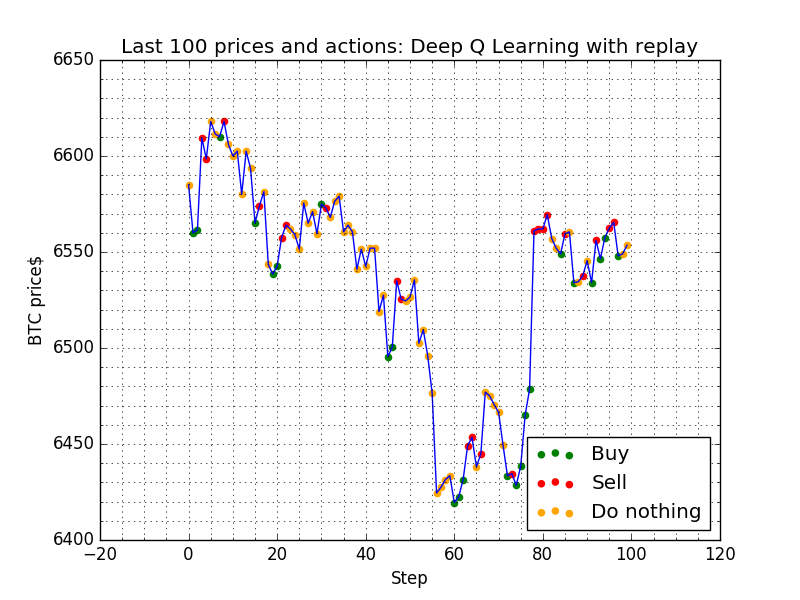 Last 100 prices and actions: Deep Q Learning with replay
6650
6600
6550
6500
6450
6400
BTC price$
Buy
Sell
Do nothing
−20 0 20 40 60 80 100 120
Step